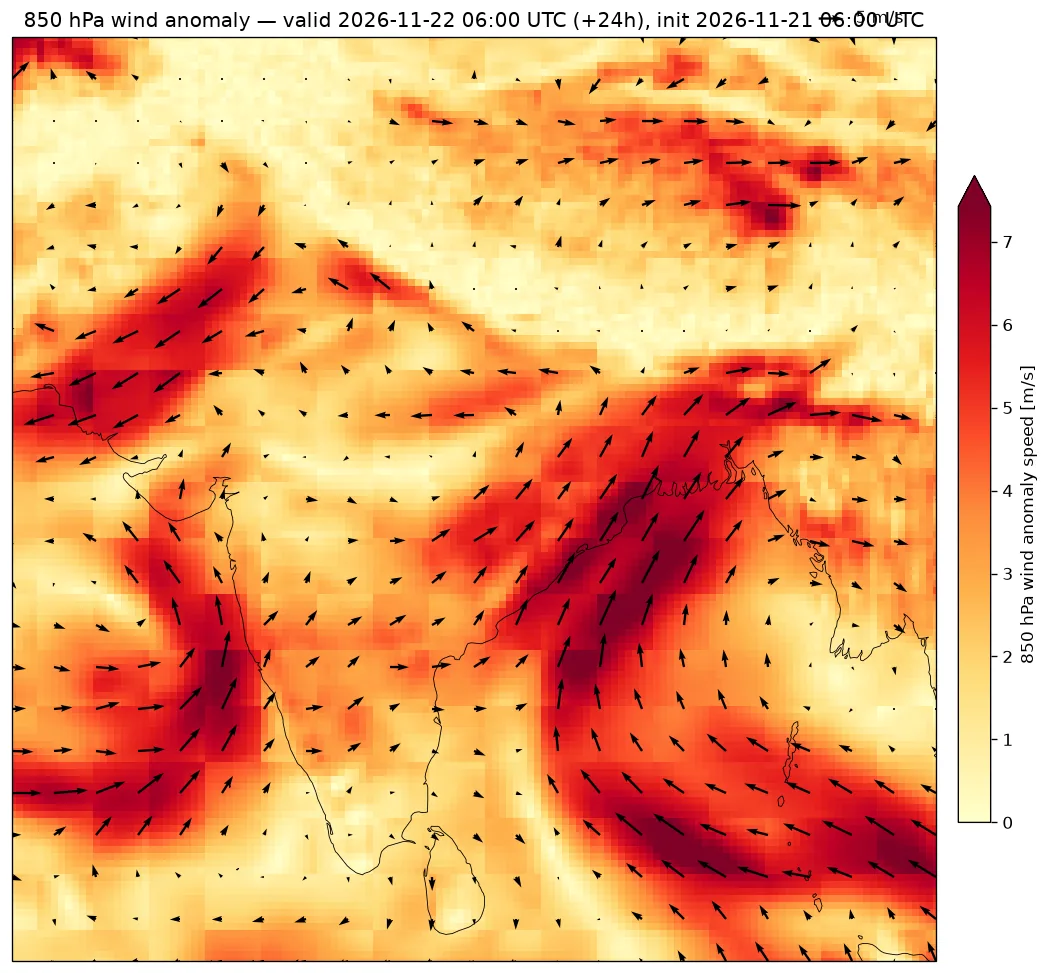 850 hPa wind anomaly — valid 2026-11-22 06:00 UTC (+24h), init 2026-11-21 06:00 UTC
5 m/s
7
6
5
4
3
2
1
0
850 hPa wind anomaly speed [m/s]